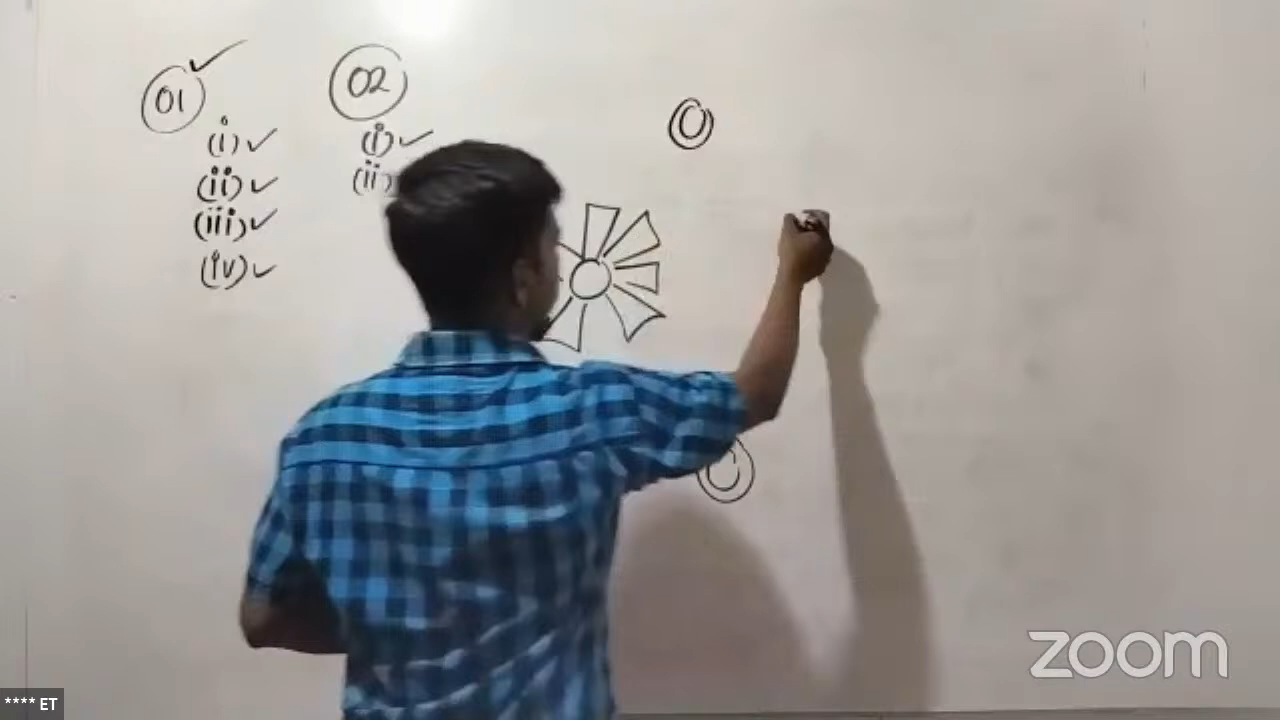 01 02
(i) (i)
(ii) (ii)
(iii)
(iv)
zoom
**** ET